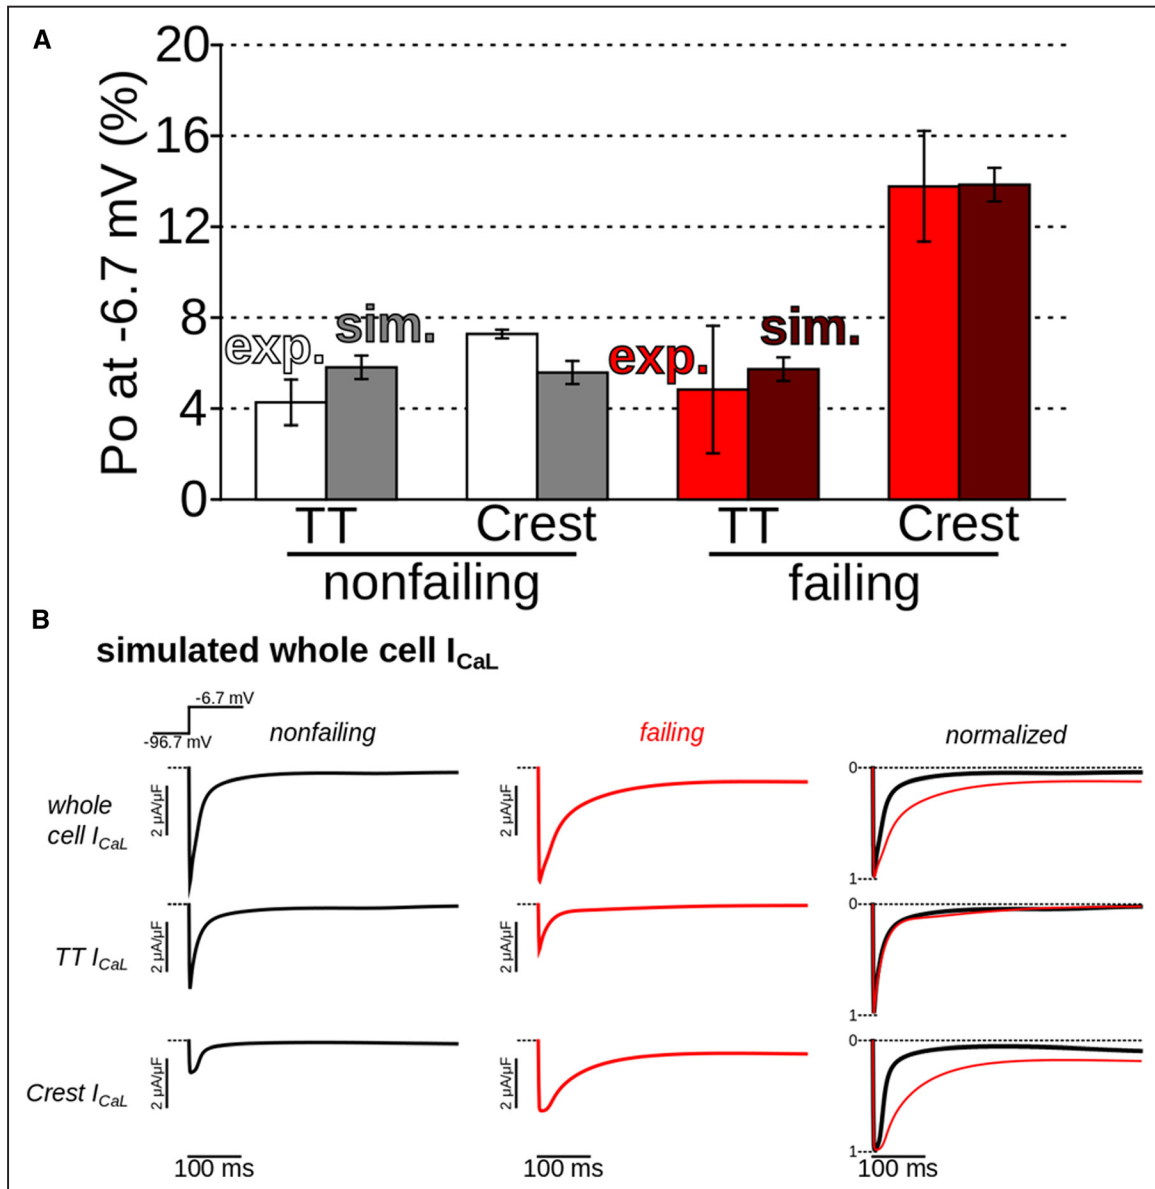 A
Po at -6.7 mV (%)
20
16
12
8
4
0
exp.
sim.
exp.
sim.
TT
Crest
TT
Crest
nonfailing
failing
B
simulated whole cell ICaL
-6.7 mV
-96.7 mV
nonfailing
failing
normalized
whole
cell ICaL
2 µA/µF
2 µA/µF
0
1
TT ICaL
2 µA/µF
2 µA/µF
0
1
Crest ICaL
2 µA/µF
2 µA/µF
0
1
100 ms
100 ms
100 ms